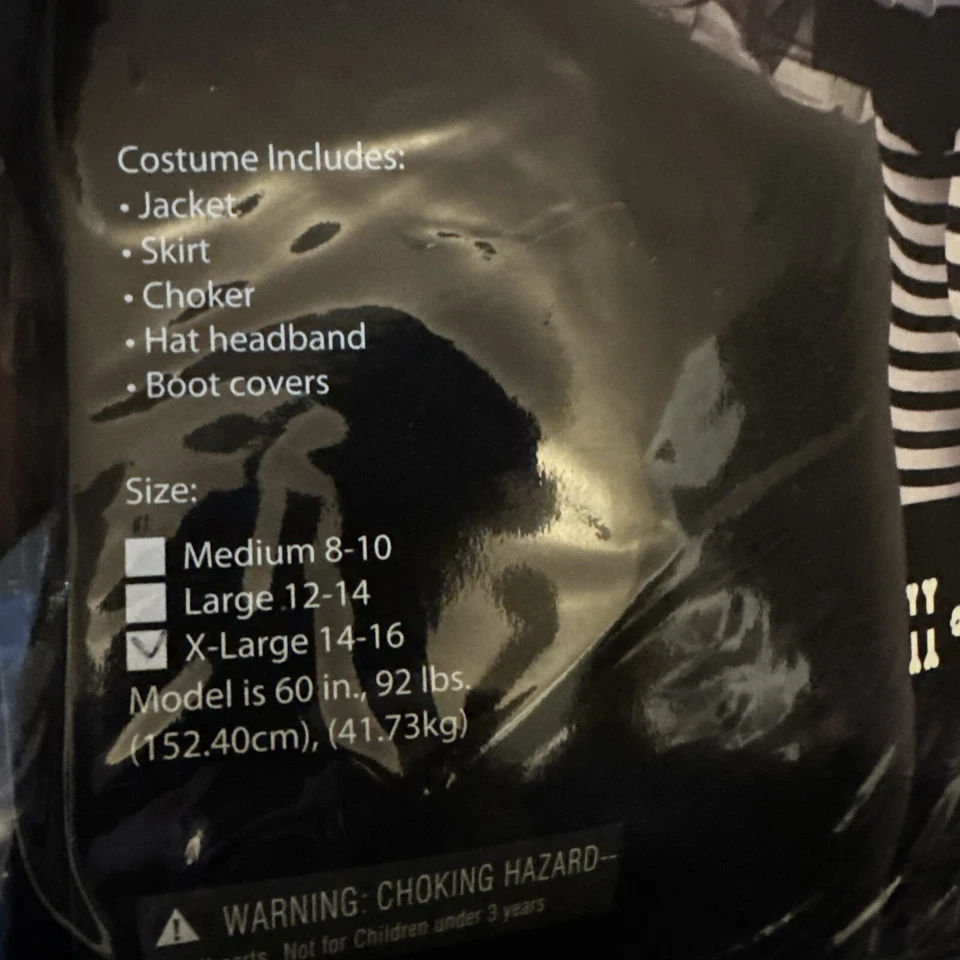 Costume Includes:
• Jacket
• Skirt
• Choker
• Hat headband
• Boot covers
Size:
Medium 8-10
Large 12-14
X-Large 14-16
Model is 60 in., 92 lbs.
(152.40cm), (41.73kg)
WARNING: CHOKING HAZARD--
Not for Children under 3 years